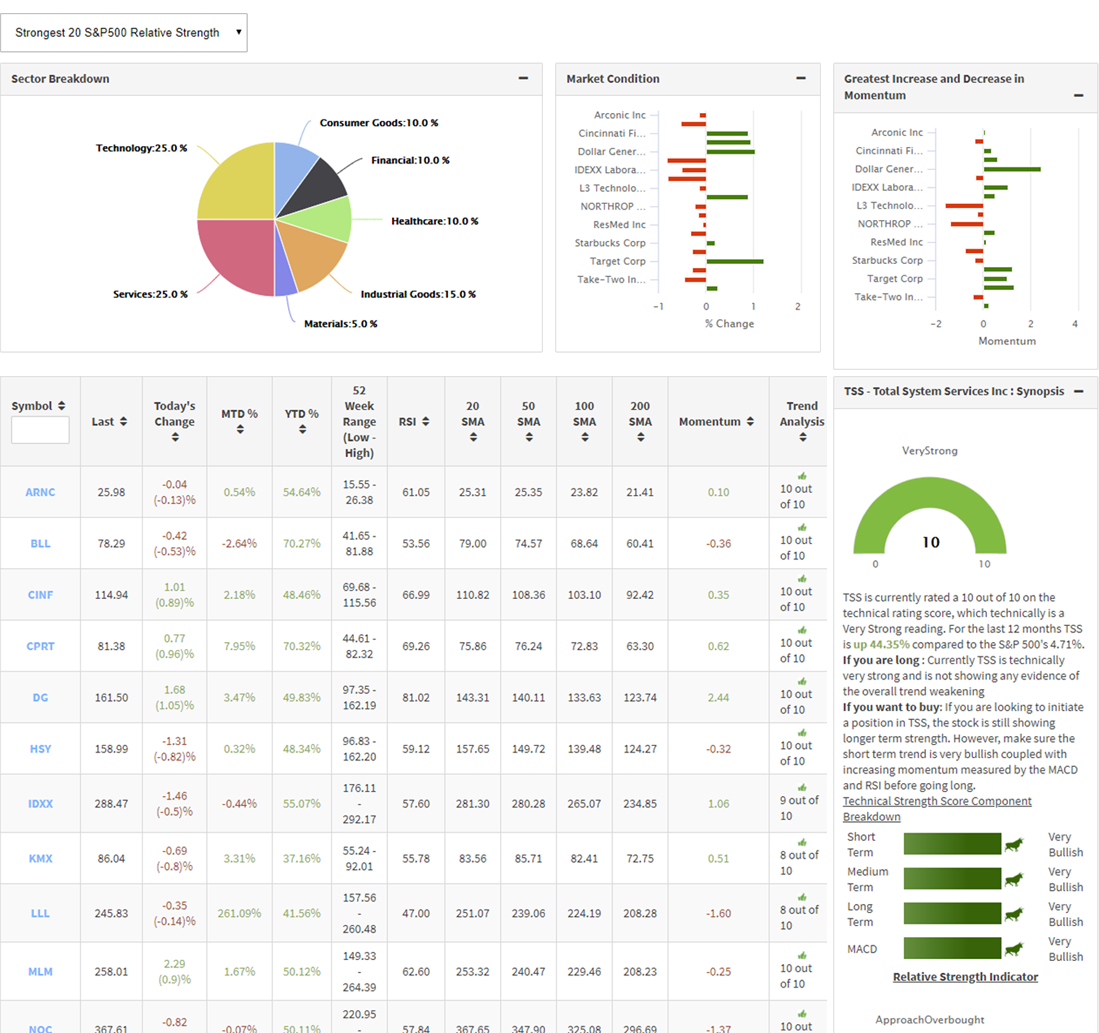 Strongest 20 S&P500 Relative Strength
Sector Breakdown
Consumer Goods:10.0 %
Technology:25.0 %
Financial:10.0 %
Healthcare:10.0 %
Services:25.0 %
Industrial Goods:15.0 %
Materials:5.0 %
Market Condition
Arconic Inc
Cincinnati Fi...
Dollar Gener...
IDEXX Labora...
L3 Technolo...
NORTHROP ...
ResMed Inc
Starbucks Corp
Target Corp
Take-Two In...
−1 0 1 2
% Change
Greatest Increase and Decrease in
Momentum
Arconic Inc
Cincinnati Fi...
Dollar Gener...
IDEXX Labora...
L3 Technolo...
NORTHROP ...
ResMed Inc
Starbucks Corp
Target Corp
Take-Two In...
−2 0 2 4
Momentum
Symbol
Last
Today's
Change
MTD %
YTD %
52
Week
Range
(Low -
High)
RSI
20
SMA
50
SMA
100
SMA
200
SMA
Momentum
Trend
Analysis
ARNC 25.98 -0.04 (-0.13)% 0.54% 54.64% 15.55 - 26.38 61.05 25.31 25.35 23.82 21.41 0.10 10 out of 10
BLL 78.29 -0.42 (-0.53)% -2.64% 70.27% 41.65 - 81.88 53.56 79.00 74.57 68.64 60.41 -0.36 10 out of 10
CINF 114.94 1.01 (0.89)% 2.18% 48.46% 69.68 - 115.56 66.99 110.82 108.36 103.10 92.42 0.35 10 out of 10
CPRT 81.38 0.77 (0.96)% 7.95% 70.32% 44.61 - 82.32 69.26 75.86 76.24 72.83 63.30 0.62 10 out of 10
DG 161.50 1.68 (1.05)% 3.47% 49.83% 97.35 - 162.19 81.02 143.31 140.11 133.63 123.74 2.44 10 out of 10
HSY 158.99 -1.31 (-0.82)% 0.32% 48.34% 96.83 - 162.20 59.12 157.65 149.72 139.48 124.27 -0.32 10 out of 10
IDXX 288.47 -1.46 (-0.5)% -0.44% 55.07% 176.11 - 292.17 57.60 281.30 280.28 265.07 234.85 1.06 9 out of 10
KMX 86.04 -0.69 (-0.8)% 3.31% 37.16% 55.24 - 92.01 55.78 83.56 85.71 82.41 72.75 0.51 8 out of 10
LLL 245.83 -0.35 (-0.14)% 261.09% 41.56% 157.56 - 260.48 47.00 251.07 239.06 224.19 208.28 -1.60 8 out of 10
MLM 258.01 2.29 (0.9)% 1.67% 50.12% 149.33 - 264.39 62.60 253.32 240.47 229.46 208.23 -0.25 10 out of 10
NOC 367.61 -0.82 -0.07% 50.11% 220.95 - 57.84 367.65 347.90 325.08 296.69 -1.37 10 out
TSS - Total System Services Inc : Synopsis
VeryStrong
10
0 10
TSS is currently rated a 10 out of 10 on the
technical rating score, which technically is a
Very Strong reading. For the last 12 months TSS
is up 44.35% compared to the S&P 500's 4.71%.
If you are long : Currently TSS is technically
very strong and is not showing any evidence of
the overall trend weakening
If you want to buy: If you are looking to initiate
a position in TSS, the stock is still showing
longer term strength. However, make sure the
short term trend is very bullish coupled with
increasing momentum measured by the MACD
and RSI before going long.
Technical Strength Score Component
Breakdown
Short
Term
Very
Bullish
Medium
Term
Very
Bullish
Long
Term
Very
Bullish
MACD
Very
Bullish
Relative Strength Indicator
ApproachOverbought